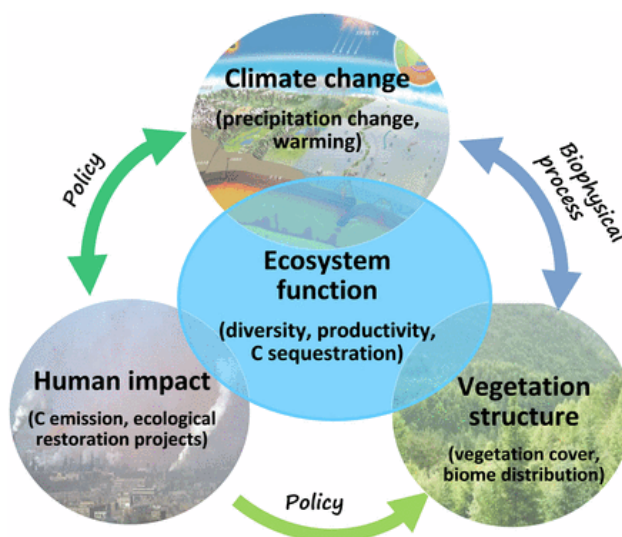 Climate change
(precipitation change,
warming)
Policy
Biophysical
process
Ecosystem
function
(diversity, productivity,
C sequestration)
Human impact
(C emission, ecological
restoration projects)
Vegetation
structure
(vegetation cover,
biome distribution)
Policy